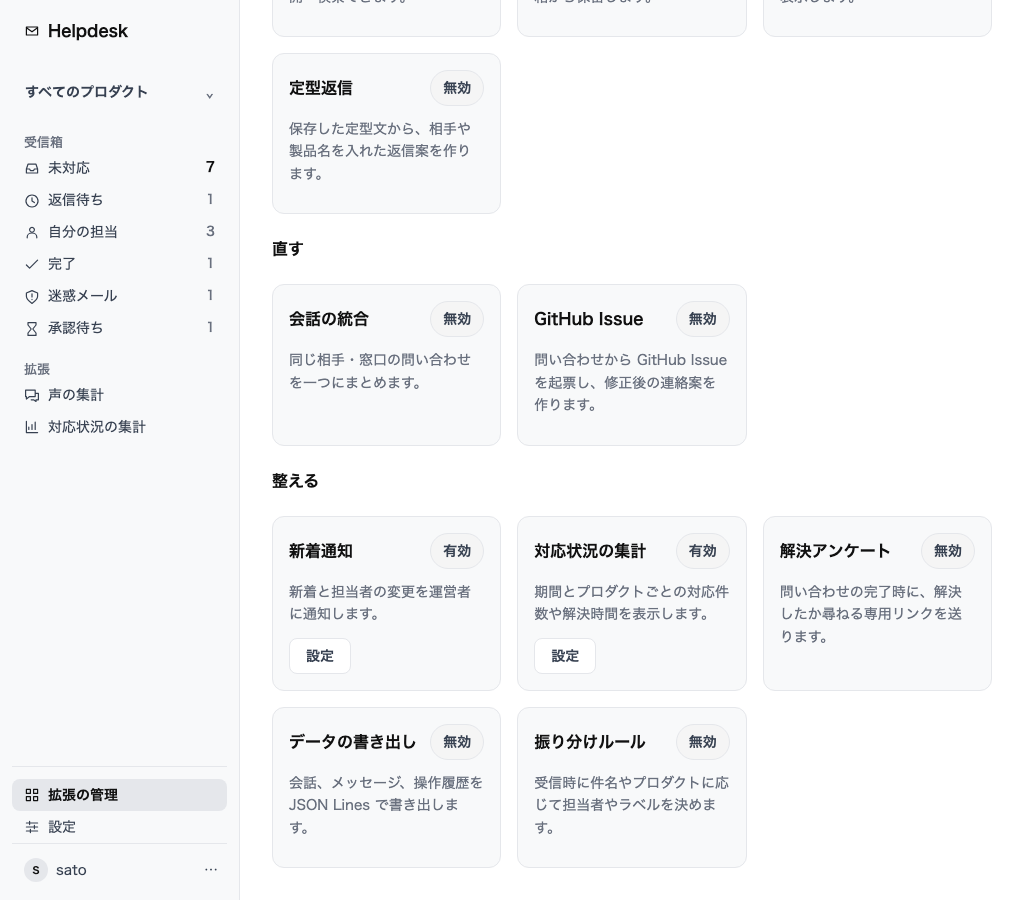 Helpdesk
すべてのプロダクト
受信箱
未対応 7
返信待ち 1
自分の担当 3
完了 1
迷惑メール 1
承認待ち 1
拡張
声の集計
対応状況の集計
拡張の管理
設定
S sato ...
定型返信 無効
保存した定型文から、相手や
製品名を入れた返信案を作り
ます。
直す
会話の統合 無効
同じ相手・窓口の問い合わせ
を一つにまとめます。
GitHub Issue 無効
問い合わせから GitHub Issue
を起票し、修正後の連絡案を
作ります。
整える
新着通知 有効
新着と担当者の変更を運営者
に通知します。
設定
対応状況の集計 有効
期間とプロダクトごとの対応件
数や解決時間を表示します。
設定
解決アンケート 無効
問い合わせの完了時に、解決
したか尋ねる専用リンクを送
ります。
データの書き出し 無効
会話、メッセージ、操作履歴を
JSON Lines で書き出しま
す。
振り分けルール 無効
受信時に件名やプロダクトに応
じて担当者やラベルを決めま
す。